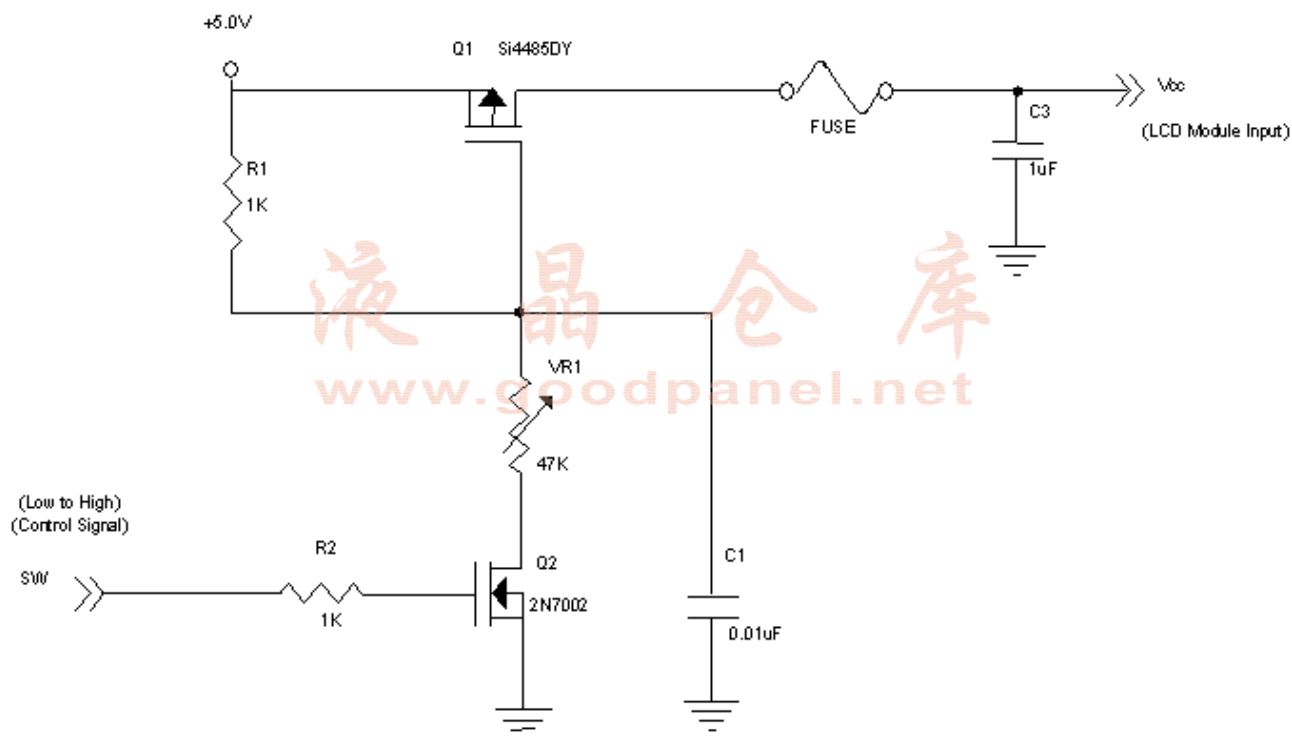 +5.0V
Q1 Si4485DY
Vcc
FUSE
C3
(LCD Module Input)
1uF
R1
1K
液晶仓库
www.goodpanel.net
VR1
47K
(Low to High)
(Control Signal)
SW
R2
1K
Q2
2N7002
C1
0.01uF